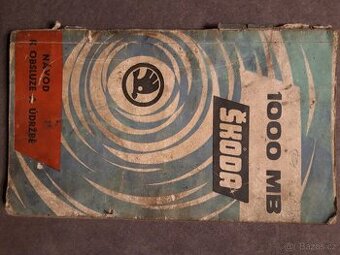 1000 MB
ŠKODA
NÁVOD
K OBSLUZE - ÚDRŽBĚ